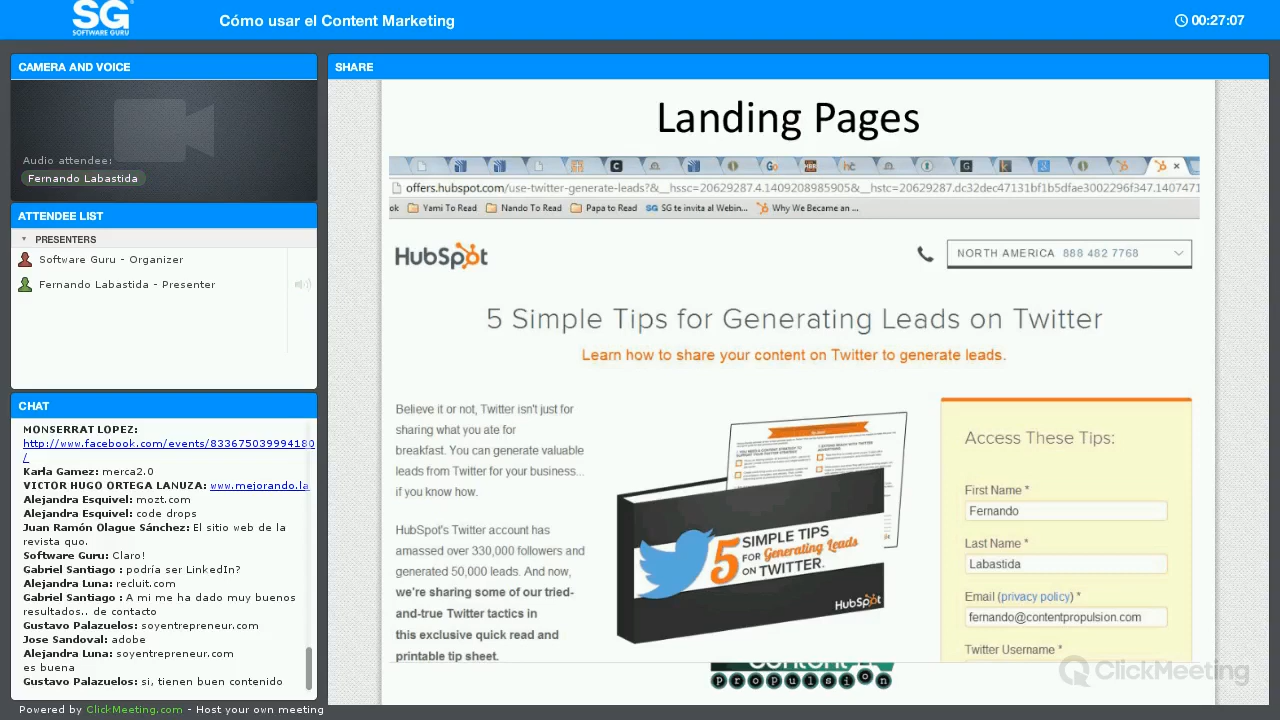 SG
SOFTWARE GURU
Cómo usar el Content Marketing
00:27:07
CAMERA AND VOICE
Audio attendee:
Fernando Labastida
ATTENDEE LIST
PRESENTERS
Software Guru - Organizer
Fernando Labastida - Presenter
CHAT
MONSERRAT LOPEZ:
http://www.facebook.com/events/833675039994180
/
Karla Gamez: merca2.0
VICTOR HUGO ORTEGA LANUZA: www.mejorando.la
Alejandra Esquivel: mozt.com
Alejandra Esquivel: code drops
Juan Ramón Olague Sánchez: El sitio web de la
revista quo.
Software Guru: Claro!
Gabriel Santiago : podría ser LinkedIn?
Alejandra Luna: recluit.com
Gabriel Santiago : A mi me ha dado muy buenos
resultados.. de contacto
Gustavo Palazuelos: soyentrepreneur.com
Jose Sandoval: adobe
Alejandra Luna: soyentrepreneur.com
es buena
Gustavo Palazuelos: si, tiene buen contenido
Powered by ClickMeeting.com - Host your own meeting
SHARE
Landing Pages
offers.hubspot.com/use-twitter-generate-leads?&__hssc=20629287.4.1409208985905&__hstc=20629287.dc32dec47131bf1b5dfae3002296f347.1407471
ok Yami To Read Nando To Read Papa to Read SG te invita al Webin... Why We Became an ...
HubSpot
NORTH AMERICA 888 482 7768
5 Simple Tips for Generating Leads on Twitter
Learn how to share your content on Twitter to generate leads.
Believe it or not, Twitter isn't just for
sharing what you ate for
breakfast. You can generate valuable
leads from Twitter for your business...
if you know how.
HubSpot's Twitter account has
amassed over 330,000 followers and
generated 50,000 leads. And now,
we're sharing some of our tried-
and-true Twitter tactics in
this exclusive quick read and
printable tip sheet.
5 SIMPLE TIPS
FOR Generating Leads
ON TWITTER.
HubSpot
Access These Tips:
First Name *
Fernando
Last Name *
Labastida
Email (privacy policy) *
fernando@contentpropulsion.com
Twitter Username *
content
propulsion
ClickMeeting